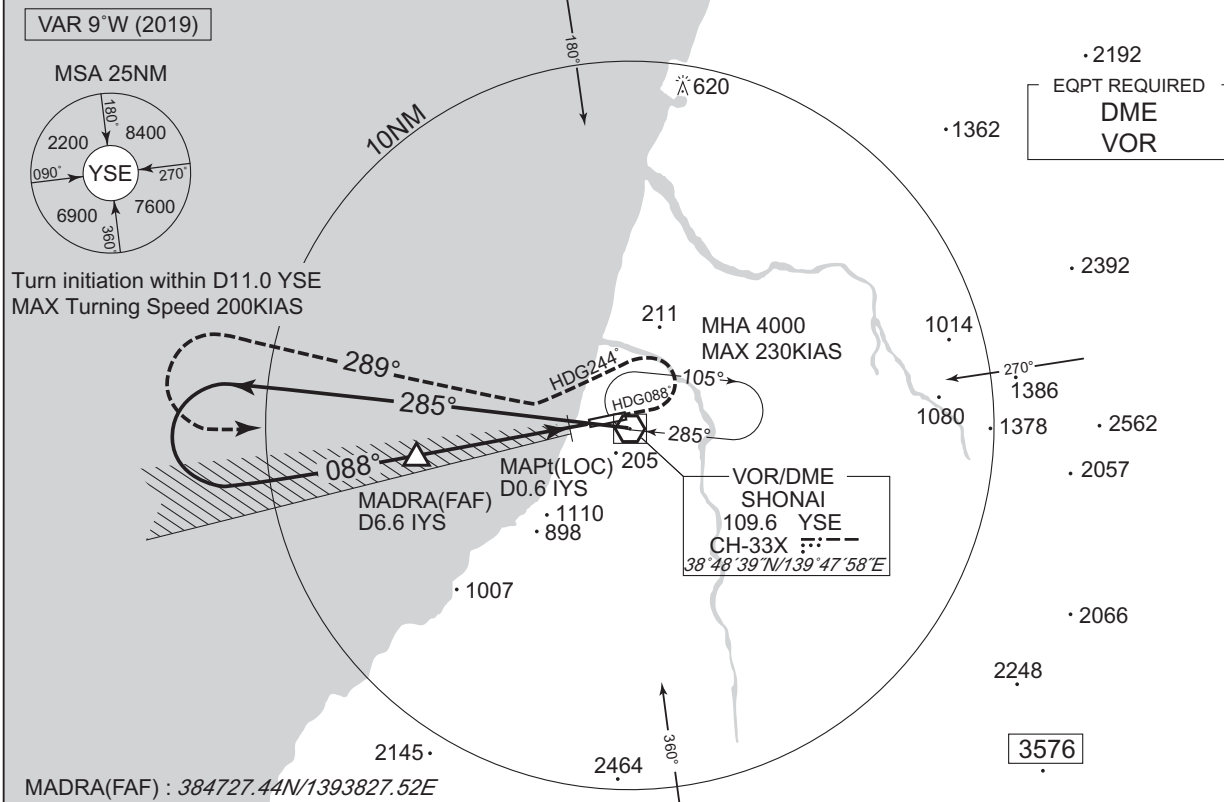 VAR 9°W (2019)
MSA 25NM
180°
2200
8400
090°
YSE
270°
6900
7600
360°
Turn initiation within D11.0 YSE
MAX Turning Speed 200KIAS
180°
10NM
620
2192
EQPT REQUIRED
DME
VOR
1362
2392
211
MHA 4000
MAX 230KIAS
1014
270°
1386
1080
1378
2562
2057
289°
HDG244°
105°
285°
HDG088°
285°
088°
MADRA(FAF)
D6.6 IYS
MAPt(LOC)
D0.6 IYS
205
1110
898
VOR/DME
SHONAI
109.6 YSE
CH-33X
38°48′39″N/139°47′58″E
1007
2066
2248
3576
360°
2145
2464
MADRA(FAF) : 384727.44N/1393827.52E